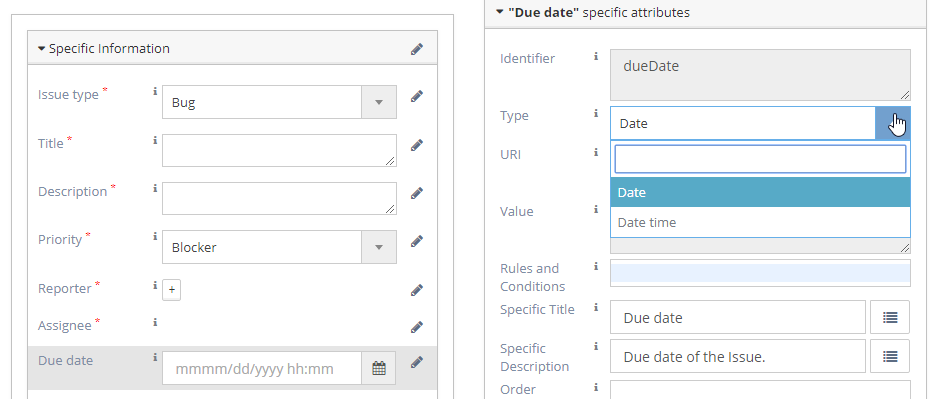 Specific Information
Issue type *
Bug
Title *
Description *
Priority *
Blocker
Reporter *
+
Assignee *
Due date
mmmm/dd/yyyy hh:mm
"Due date" specific attributes
Identifier
dueDate
Type
Date
URI
Date
Value
Date time
Rules and
Conditions
Specific Title
Due date
Specific
Description
Due date of the Issue.
Order